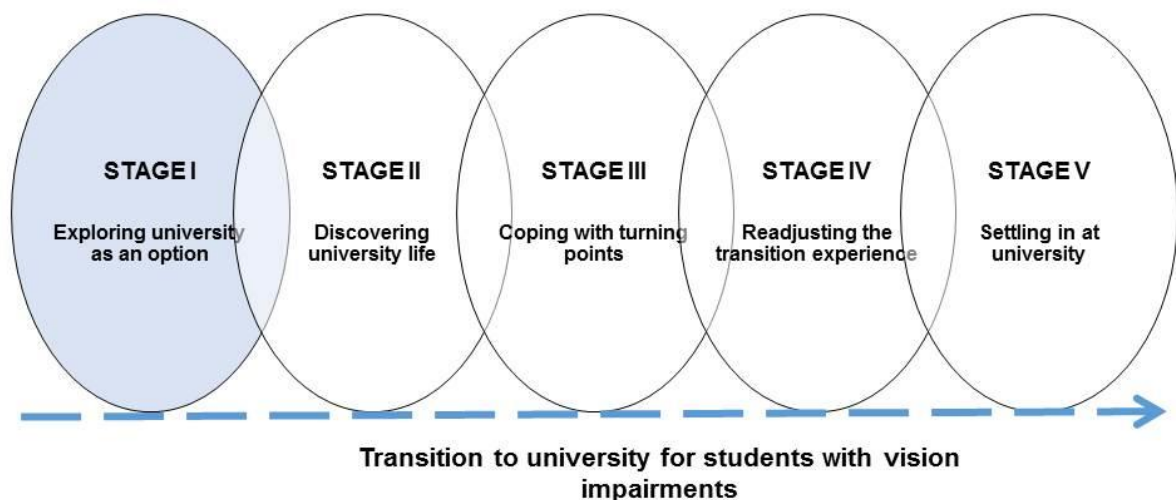 STAGE I
Exploring university
as an option
STAGE II
Discovering
university life
STAGE III
Coping with turning
points
STAGE IV
Readjusting the
transition experience
STAGE V
Settling in at
university
Transition to university for students with vision
impairments